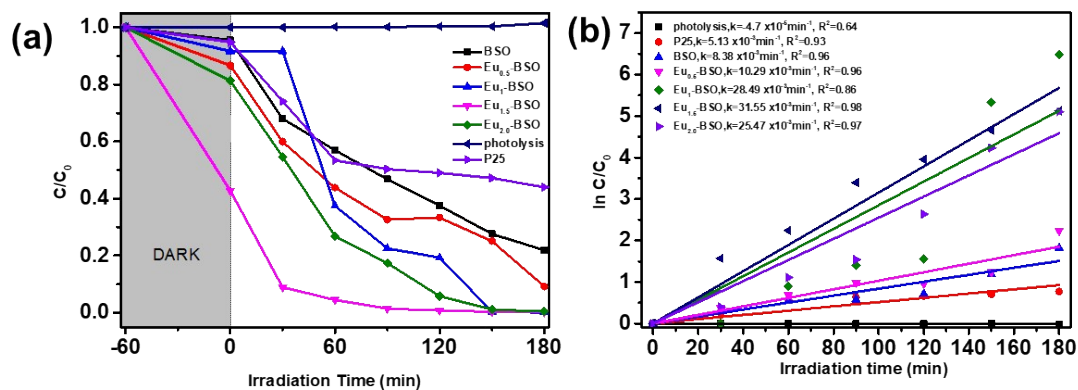 (a)
C/C₀
1.0
0.8
0.6
0.4
0.2
0.0
DARK
BSO
Eu₀.₅-BSO
Eu₁-BSO
Eu₁.₅-BSO
Eu₂.₀-BSO
photolysis
P25
-60 0 60 120 180
Irradiation Time (min)
(b)
ln C/C₀
7
6
5
4
3
2
1
0
photolysis,k=-4.7 x10⁻⁵min⁻¹, R²=0.64
P25,k=5.13 x10⁻³min⁻¹, R²=0.93
BSO,k=8.38 x10⁻³min⁻¹, R²=0.96
Eu₀.₅-BSO,k=10.29 x10⁻³min⁻¹, R²=0.96
Eu₁-BSO,k=28.49 x10⁻³min⁻¹, R²=0.86
Eu₁.₅-BSO,k=31.55 x10⁻³min⁻¹, R²=0.98
Eu₂.₀-BSO,k=25.47 x10⁻³min⁻¹, R²=0.97
0 20 40 60 80 100 120 140 160 180
Irradiation time (min)